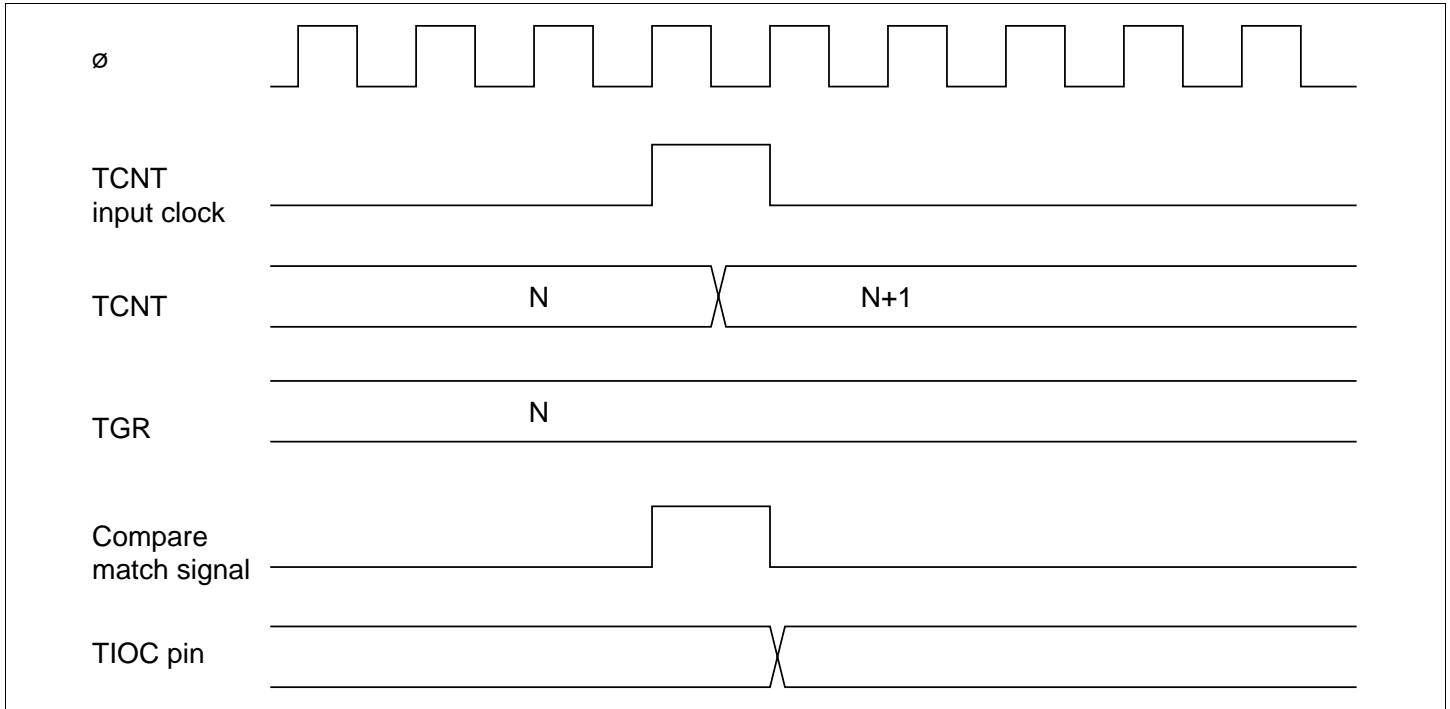 ø
TCNT
input clock
TCNT
N
N+1
TGR
N
Compare
match signal
TIOC pin